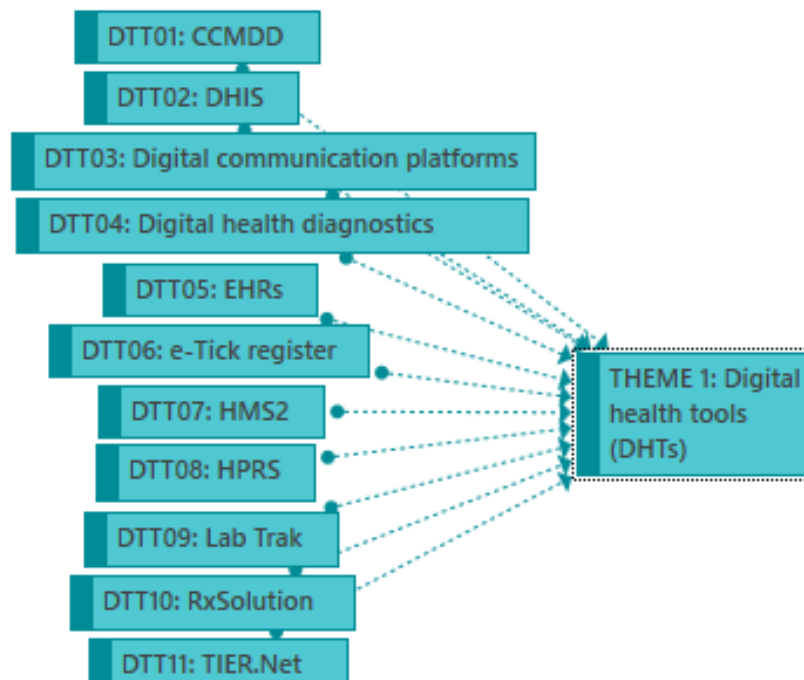 DTT01: CCMDD
DTT02: DHIS
DTT03: Digital communication platforms
DTT04: Digital health diagnostics
DTT05: EHRs
DTT06: e-Tick register
DTT07: HMS2
DTT08: HPRS
DTT09: Lab Trak
DTT10: RxSolution
DTT11: TIER.Net
THEME 1: Digital
health tools
(DHTs)